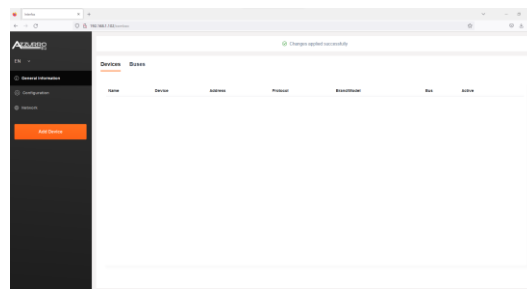 AZZURRO
Changes applied successfully
EN
Devices Buses
General Information
Name Device Address Protocol Brand/Model Bus Active
Configuration
Network
Add Device